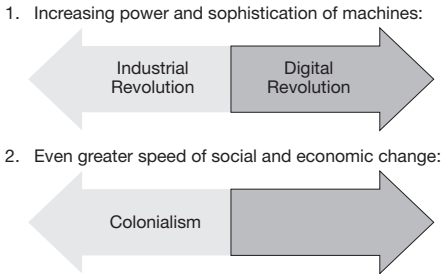 1. Increasing power and sophistication of machines:
Industrial Revolution
Digital Revolution
2. Even greater speed of social and economic change:
Colonialism